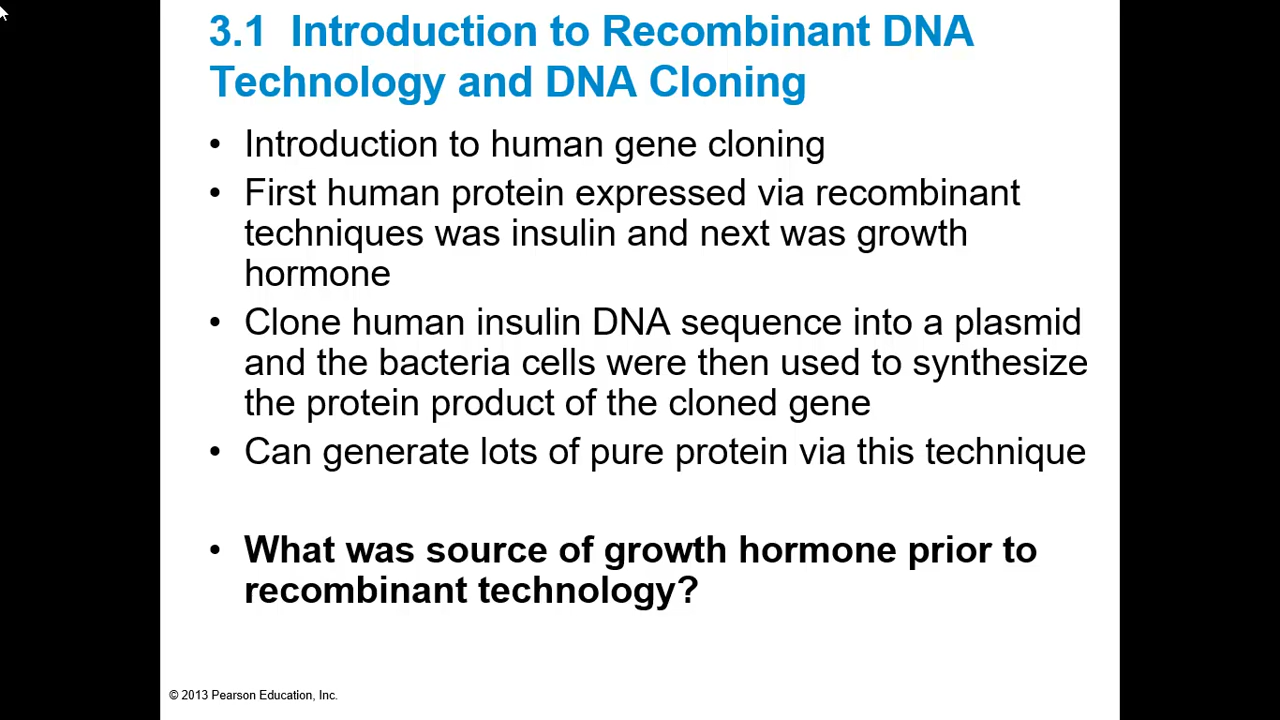 3.1 Introduction to Recombinant DNA
Technology and DNA Cloning
• Introduction to human gene cloning
• First human protein expressed via recombinant
techniques was insulin and next was growth
hormone
• Clone human insulin DNA sequence into a plasmid
and the bacteria cells were then used to synthesize
the protein product of the cloned gene
• Can generate lots of pure protein via this technique
• What was source of growth hormone prior to
recombinant technology?
© 2013 Pearson Education, Inc.